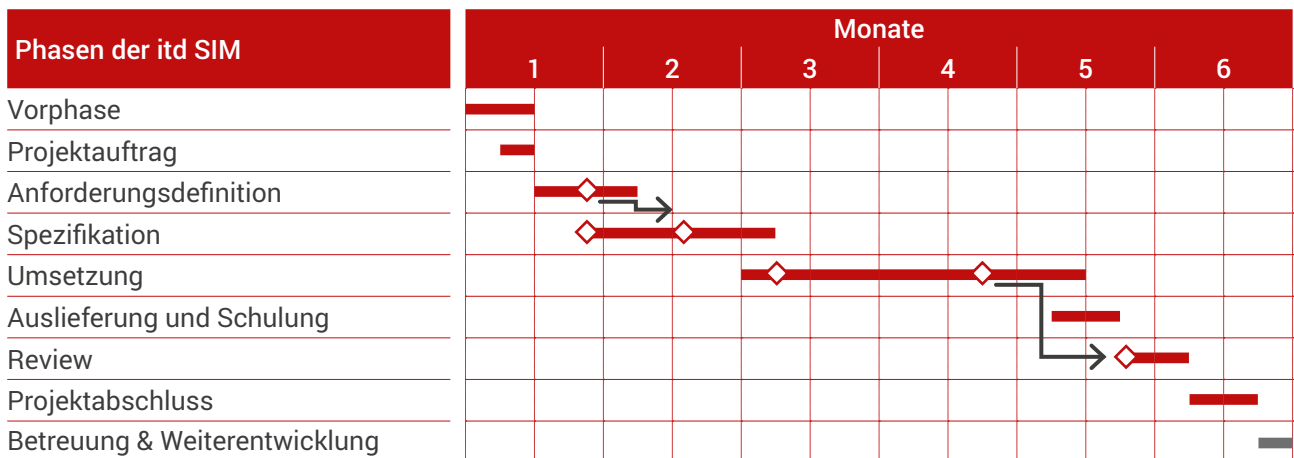 Phasen der itd SIM
Monate
1 2 3 4 5 6
Vorphase
Projektauftrag
Anforderungsdefinition
Spezifikation
Umsetzung
Auslieferung und Schulung
Review
Projektabschluss
Betreuung & Weiterentwicklung